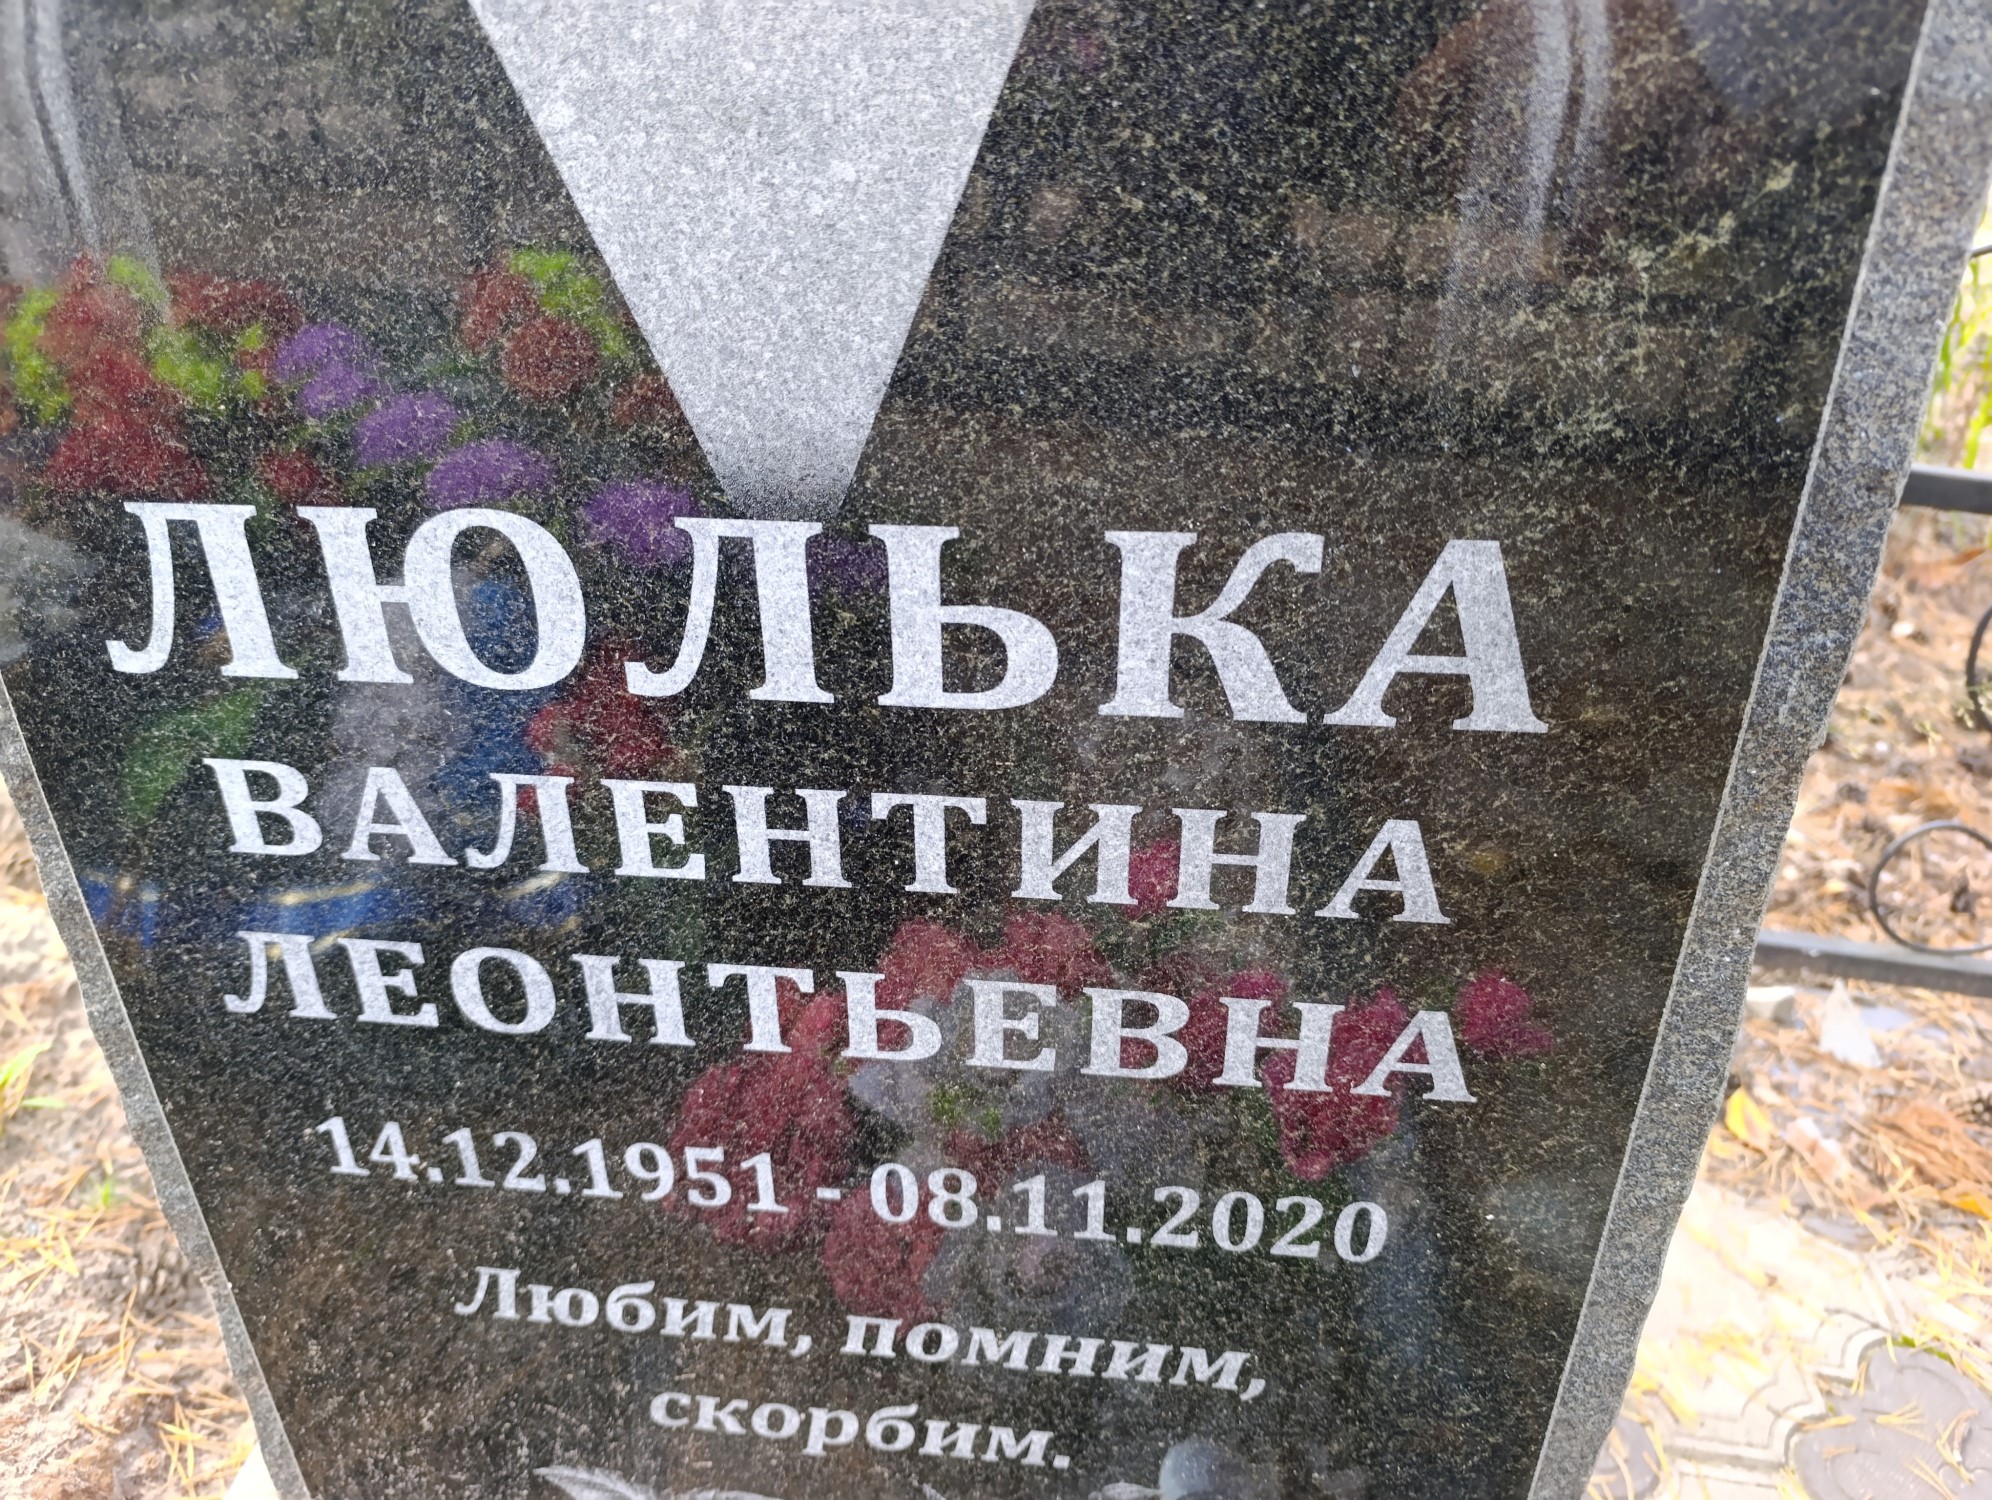 ЛЮЛЬКА
ВАЛЕНТИНА
ЛЕОНТЬЕВНА
14.12.1951 - 08.11.2020
Любим, помним,
скорбим.